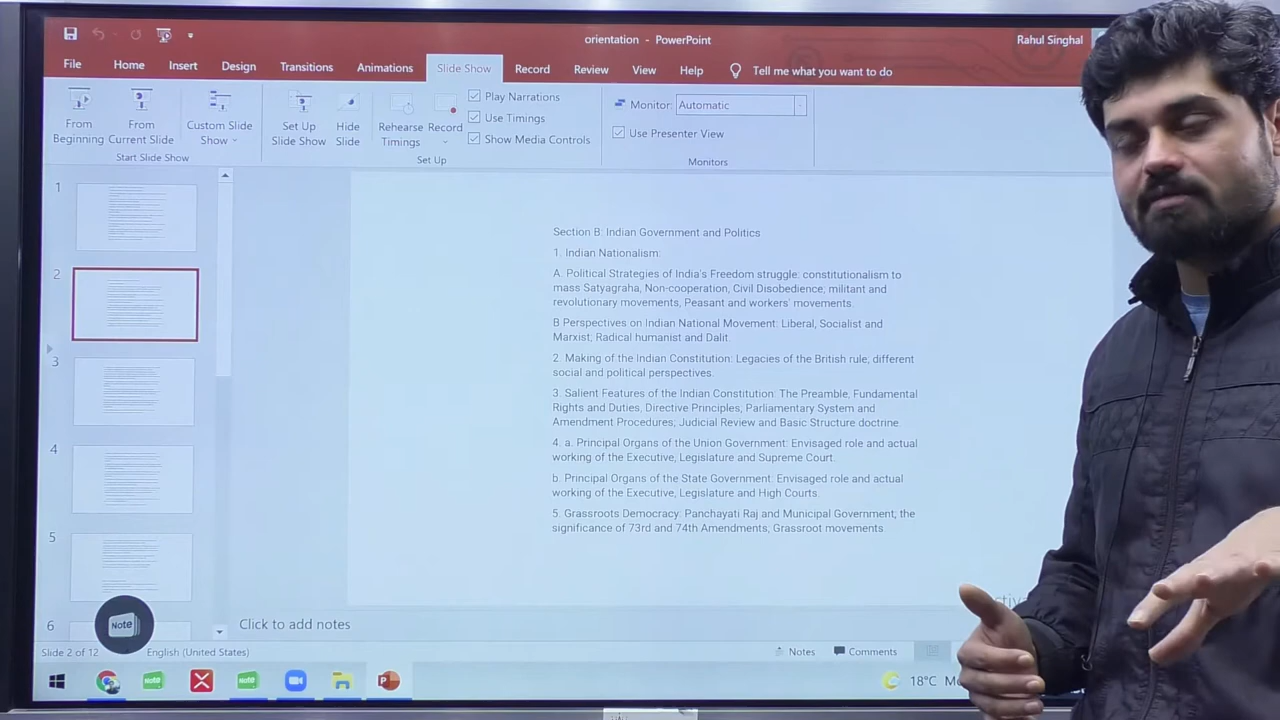 orientation - PowerPoint
Rahul Singhal
File Home Insert Design Transitions Animations Slide Show Record Review View Help Tell me what you want to do
From Beginning
From Current Slide
Custom Slide Show
Start Slide Show
Set Up Slide Show
Hide Slide
Rehearse Timings
Record
Play Narrations
Use Timings
Show Media Controls
Set Up
Monitor: Automatic
Use Presenter View
Monitors
1
2
3
4
5
6
Section B: Indian Government and Politics
1. Indian Nationalism:
A. Political Strategies of India's Freedom struggle: constitutionalism to
mass Satyagraha, Non-cooperation, Civil Disobedience; militant and
revolutionary movements, Peasant and workers' movements.
B Perspectives on Indian National Movement: Liberal, Socialist and
Marxist; Radical humanist and Dalit.
2. Making of the Indian Constitution: Legacies of the British rule; different
social and political perspectives.
3. Salient Features of the Indian Constitution: The Preamble, Fundamental
Rights and Duties, Directive Principles; Parliamentary System and
Amendment Procedures; Judicial Review and Basic Structure doctrine.
4. a. Principal Organs of the Union Government: Envisaged role and actual
working of the Executive, Legislature and Supreme Court.
b. Principal Organs of the State Government: Envisaged role and actual
working of the Executive, Legislature and High Courts.
5. Grassroots Democracy: Panchayati Raj and Municipal Government; the
significance of 73rd and 74th Amendments; Grassroot movements.
Note
Click to add notes
Slide 2 of 12 English (United States) Notes Comments
Note Note 18°C